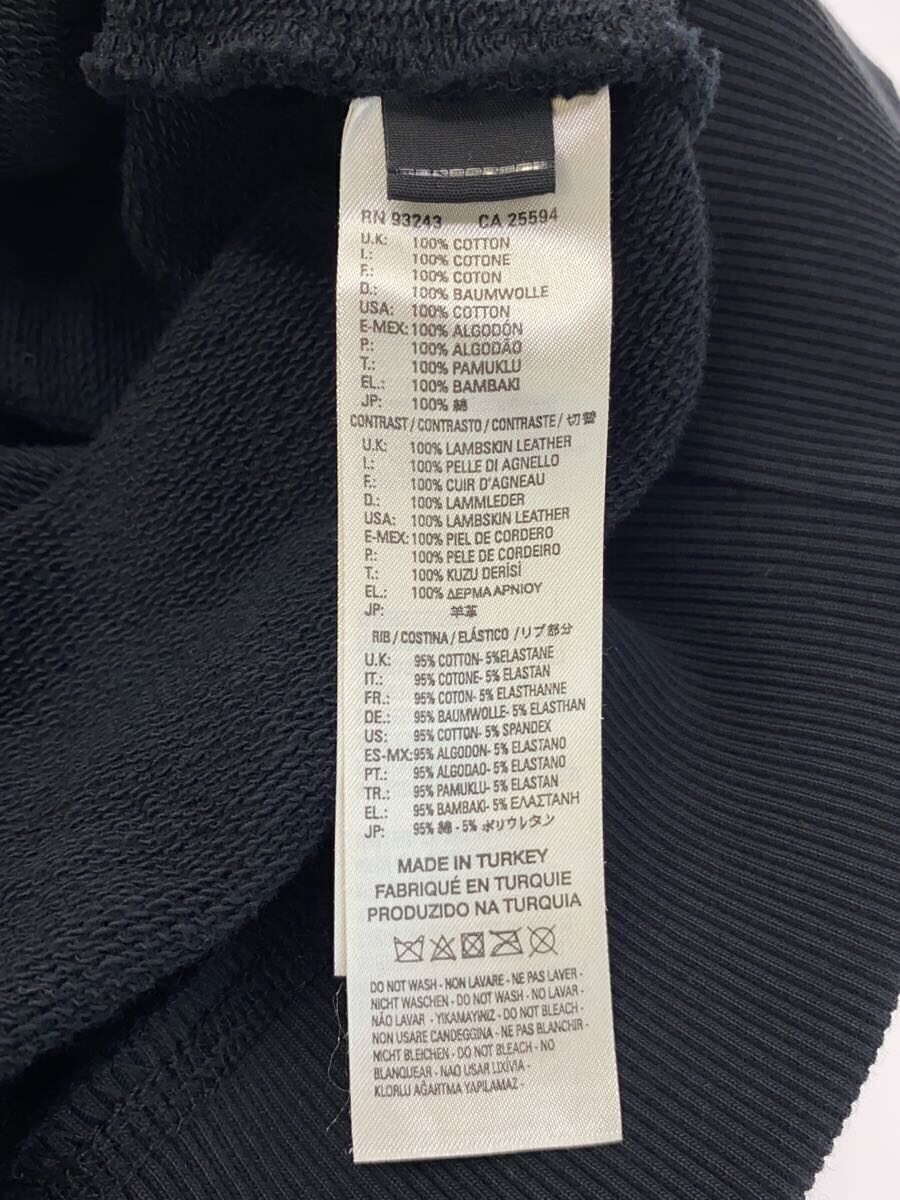 RN 93243 CA 25594
U.K: 100% COTTON
I.: 100% COTONE
F.: 100% COTON
D.: 100% BAUMWOLLE
USA: 100% COTTON
E-MEX: 100% ALGODÓN
P.: 100% ALGODÃO
T.: 100% PAMUKLU
EL.: 100% BAMBAKI
JP: 100% 綿
CONTRAST / CONTRASTO / CONTRASTE / 切替
U.K: 100% LAMBSKIN LEATHER
I.: 100% PELLE DI AGNELLO
F.: 100% CUIR D'AGNEAU
D.: 100% LAMMLEDER
USA: 100% LAMBSKIN LEATHER
E-MEX: 100% PIEL DE CORDERO
P.: 100% PELE DE CORDEIRO
T.: 100% KUZU DERİSİ
EL.: 100% ΔΕΡΜΑ ΑΡΝΙΟΥ
JP: 羊革
RIB / COSTINA / ELÁSTICO / リブ部分
U.K: 95% COTTON- 5%ELASTANE
IT.: 95% COTONE- 5% ELASTAN
FR.: 95% COTON- 5% ELASTHANNE
DE.: 95% BAUMWOLLE- 5% ELASTHAN
US: 95% COTTON- 5% SPANDEX
ES-MX: 95% ALGODON- 5% ELASTANO
PT.: 95% ALGODAO- 5% ELASTANO
TR.: 95% PAMUKLU- 5% ELASTAN
EL.: 95% BAMBAKI- 5% ΕΛΑΣΤΑΝΗ
JP: 95% 綿 - 5% ポリウレタン
MADE IN TURKEY
FABRIQUÉ EN TURQUIE
PRODUZIDO NA TURQUIA
DO NOT WASH - NON LAVARE - NE PAS LAVER -
NICHT WASCHEN - DO NOT WASH - NO LAVAR -
NÃO LAVAR - YIKAMAYINIZ - DO NOT BLEACH -
NON USARE CANDEGGINA - NE PAS BLANCHIR -
NICHT BLEICHEN - DO NOT BLEACH - NO
BLANQUEAR - NAO USAR LIXIVIA -
KLORLU AĞARTMA YAPILAMAZ -